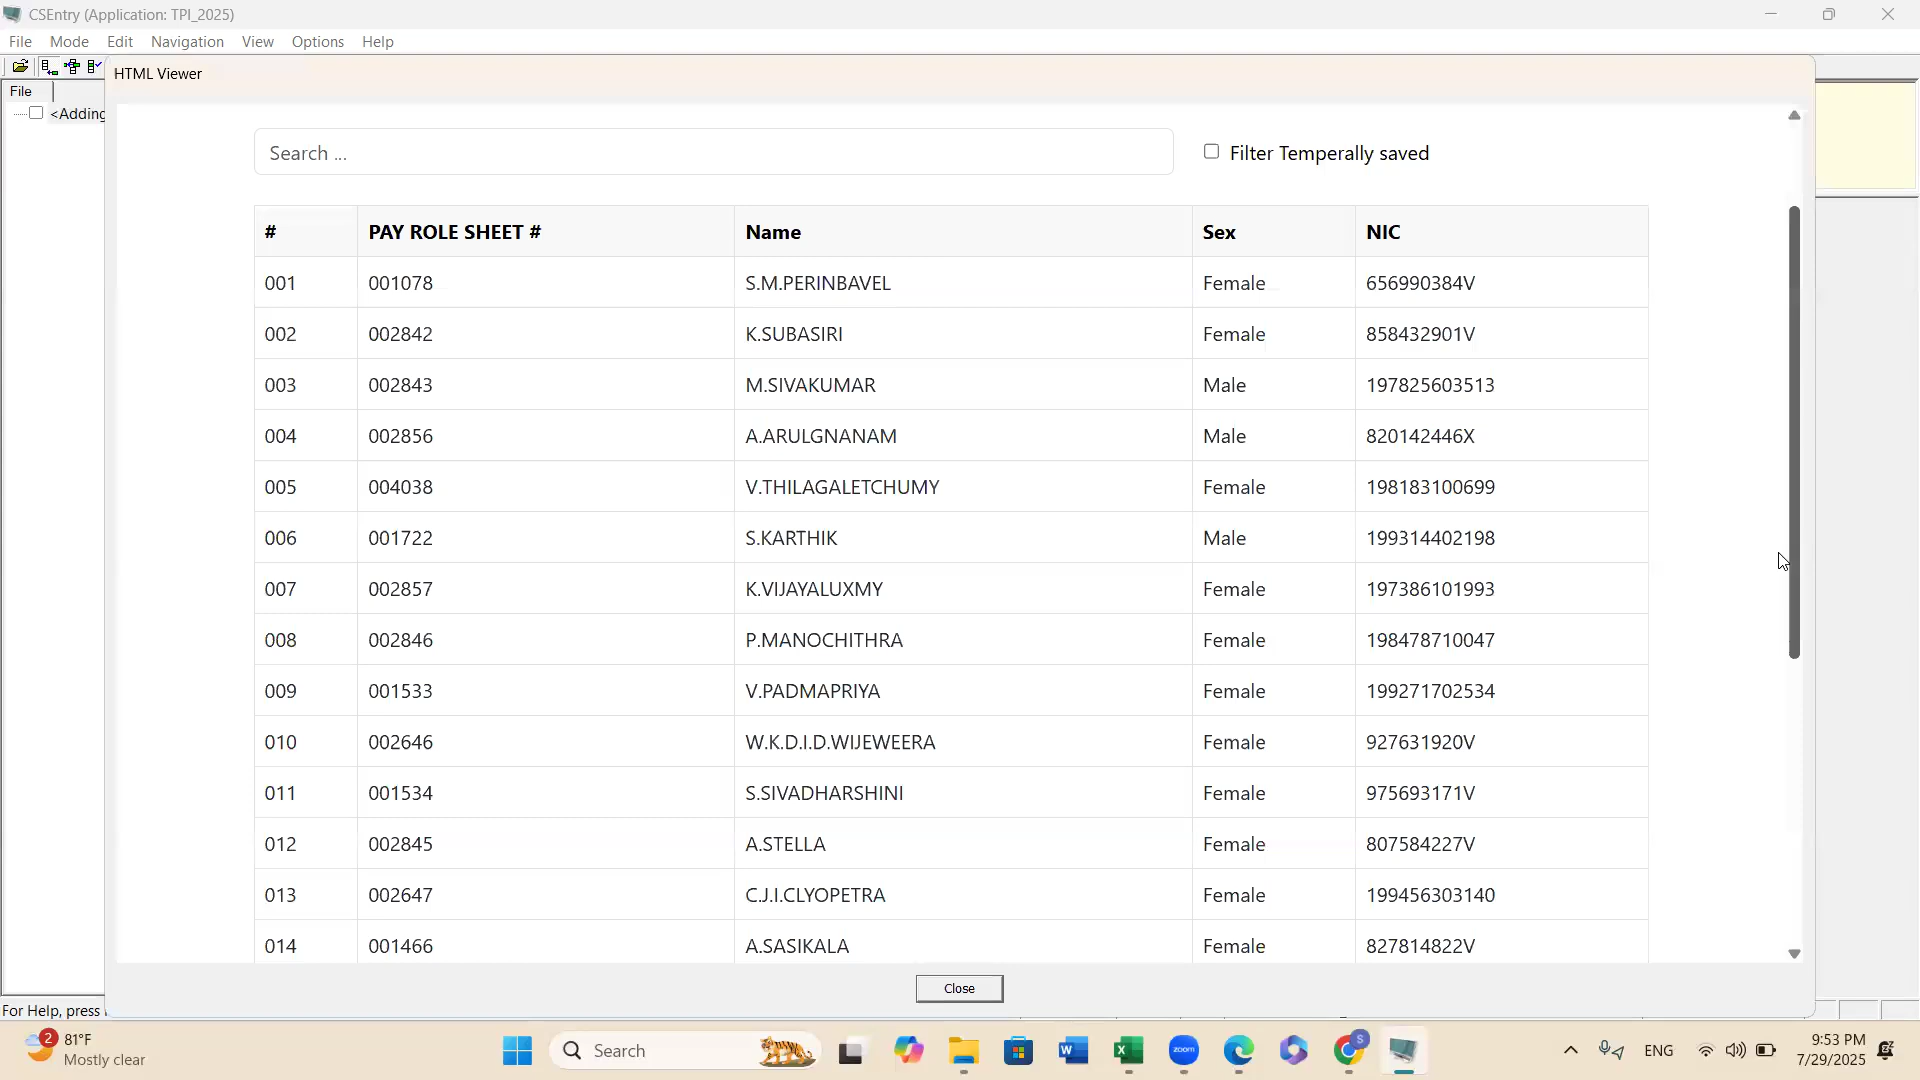 CSEntry (Application: TPI_2025)
File Mode Edit Navigation View Options Help
HTML Viewer
File
<Adding
Search ...
Filter Temperally saved
# PAY ROLE SHEET # Name Sex NIC
001 001078 S.M.PERINBAVEL Female 656990384V
002 002842 K.SUBASIRI Female 858432901V
003 002843 M.SIVAKUMAR Male 197825603513
004 002856 A.ARULGNANAM Male 820142446X
005 004038 V.THILAGALETCHUMY Female 198183100699
006 001722 S.KARTHIK Male 199314402198
007 002857 K.VIJAYALUXMY Female 197386101993
008 002846 P.MANOCHITHRA Female 198478710047
009 001533 V.PADMAPRIYA Female 199271702534
010 002646 W.K.D.I.D.WIJEWEERA Female 927631920V
011 001534 S.SIVADHARSHINI Female 975693171V
012 002845 A.STELLA Female 807584227V
013 002647 C.J.I.CLYOPETRA Female 199456303140
014 001466 A.SASIKALA Female 827814822V
Close
For Help, press
2 81°F
Mostly clear
Search
zoom
S
ENG
9:53 PM
7/29/2025